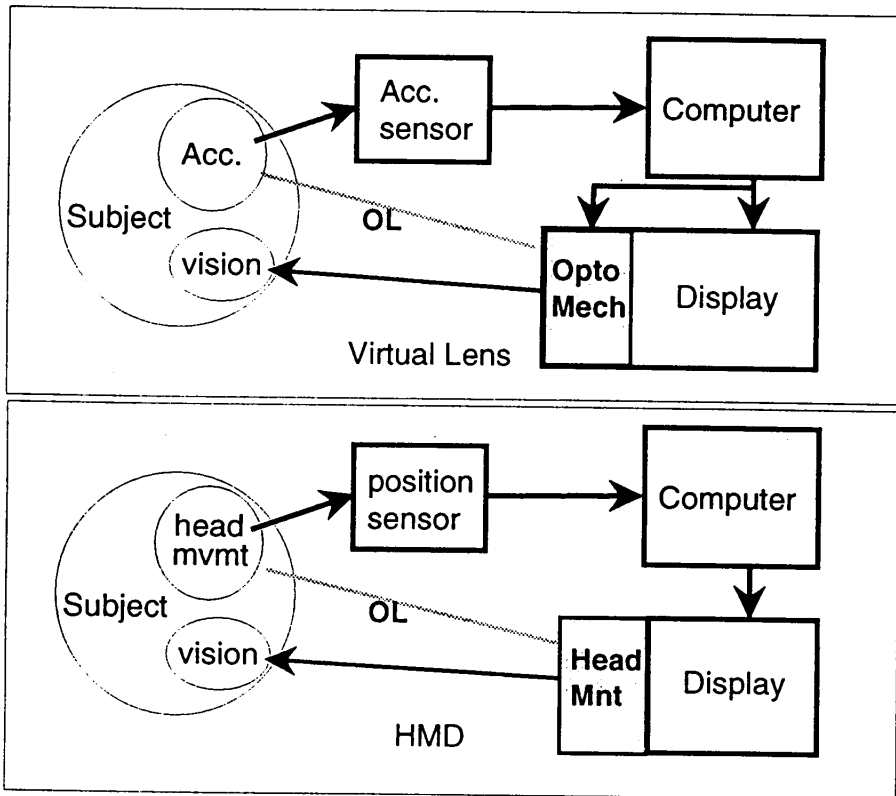 Acc.
sensor
Computer
Acc.
Subject
OL
vision
Opto
Mech
Display
Virtual Lens
position
sensor
Computer
head
mvmt
Subject
OL
vision
Head
Mnt
Display
HMD